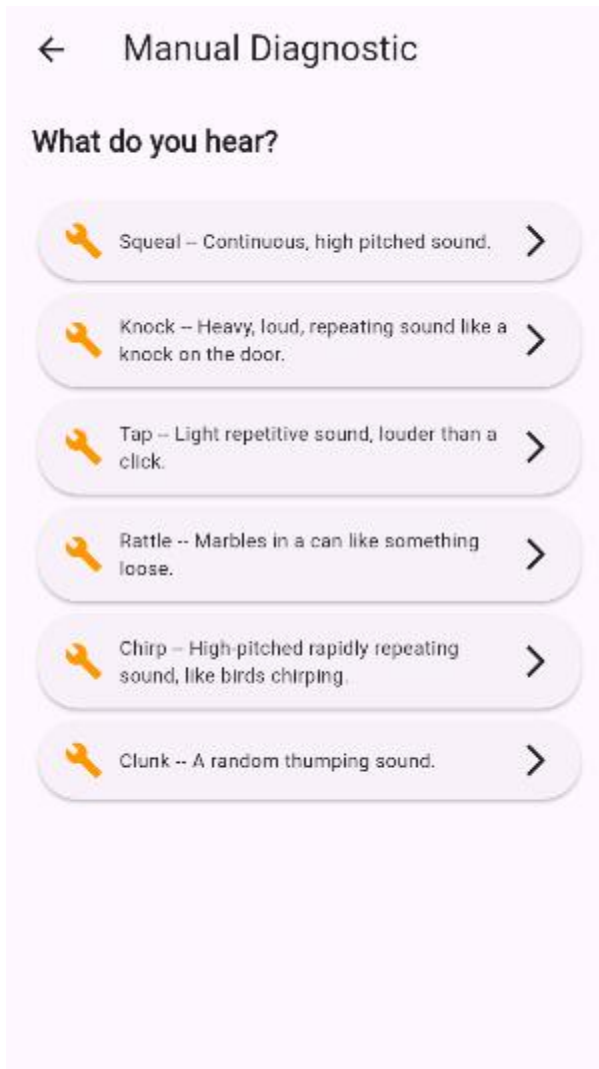 Manual Diagnostic
What do you hear?
Squeal -- Continuous, high pitched sound.
Knock -- Heavy, loud, repeating sound like a
knock on the door.
Tap -- Light repetitive sound, louder than a
click.
Rattle -- Marbles in a can like something
loose.
Chirp -- High-pitched rapidly repeating
sound, like birds chirping.
Clunk -- A random thumping sound.